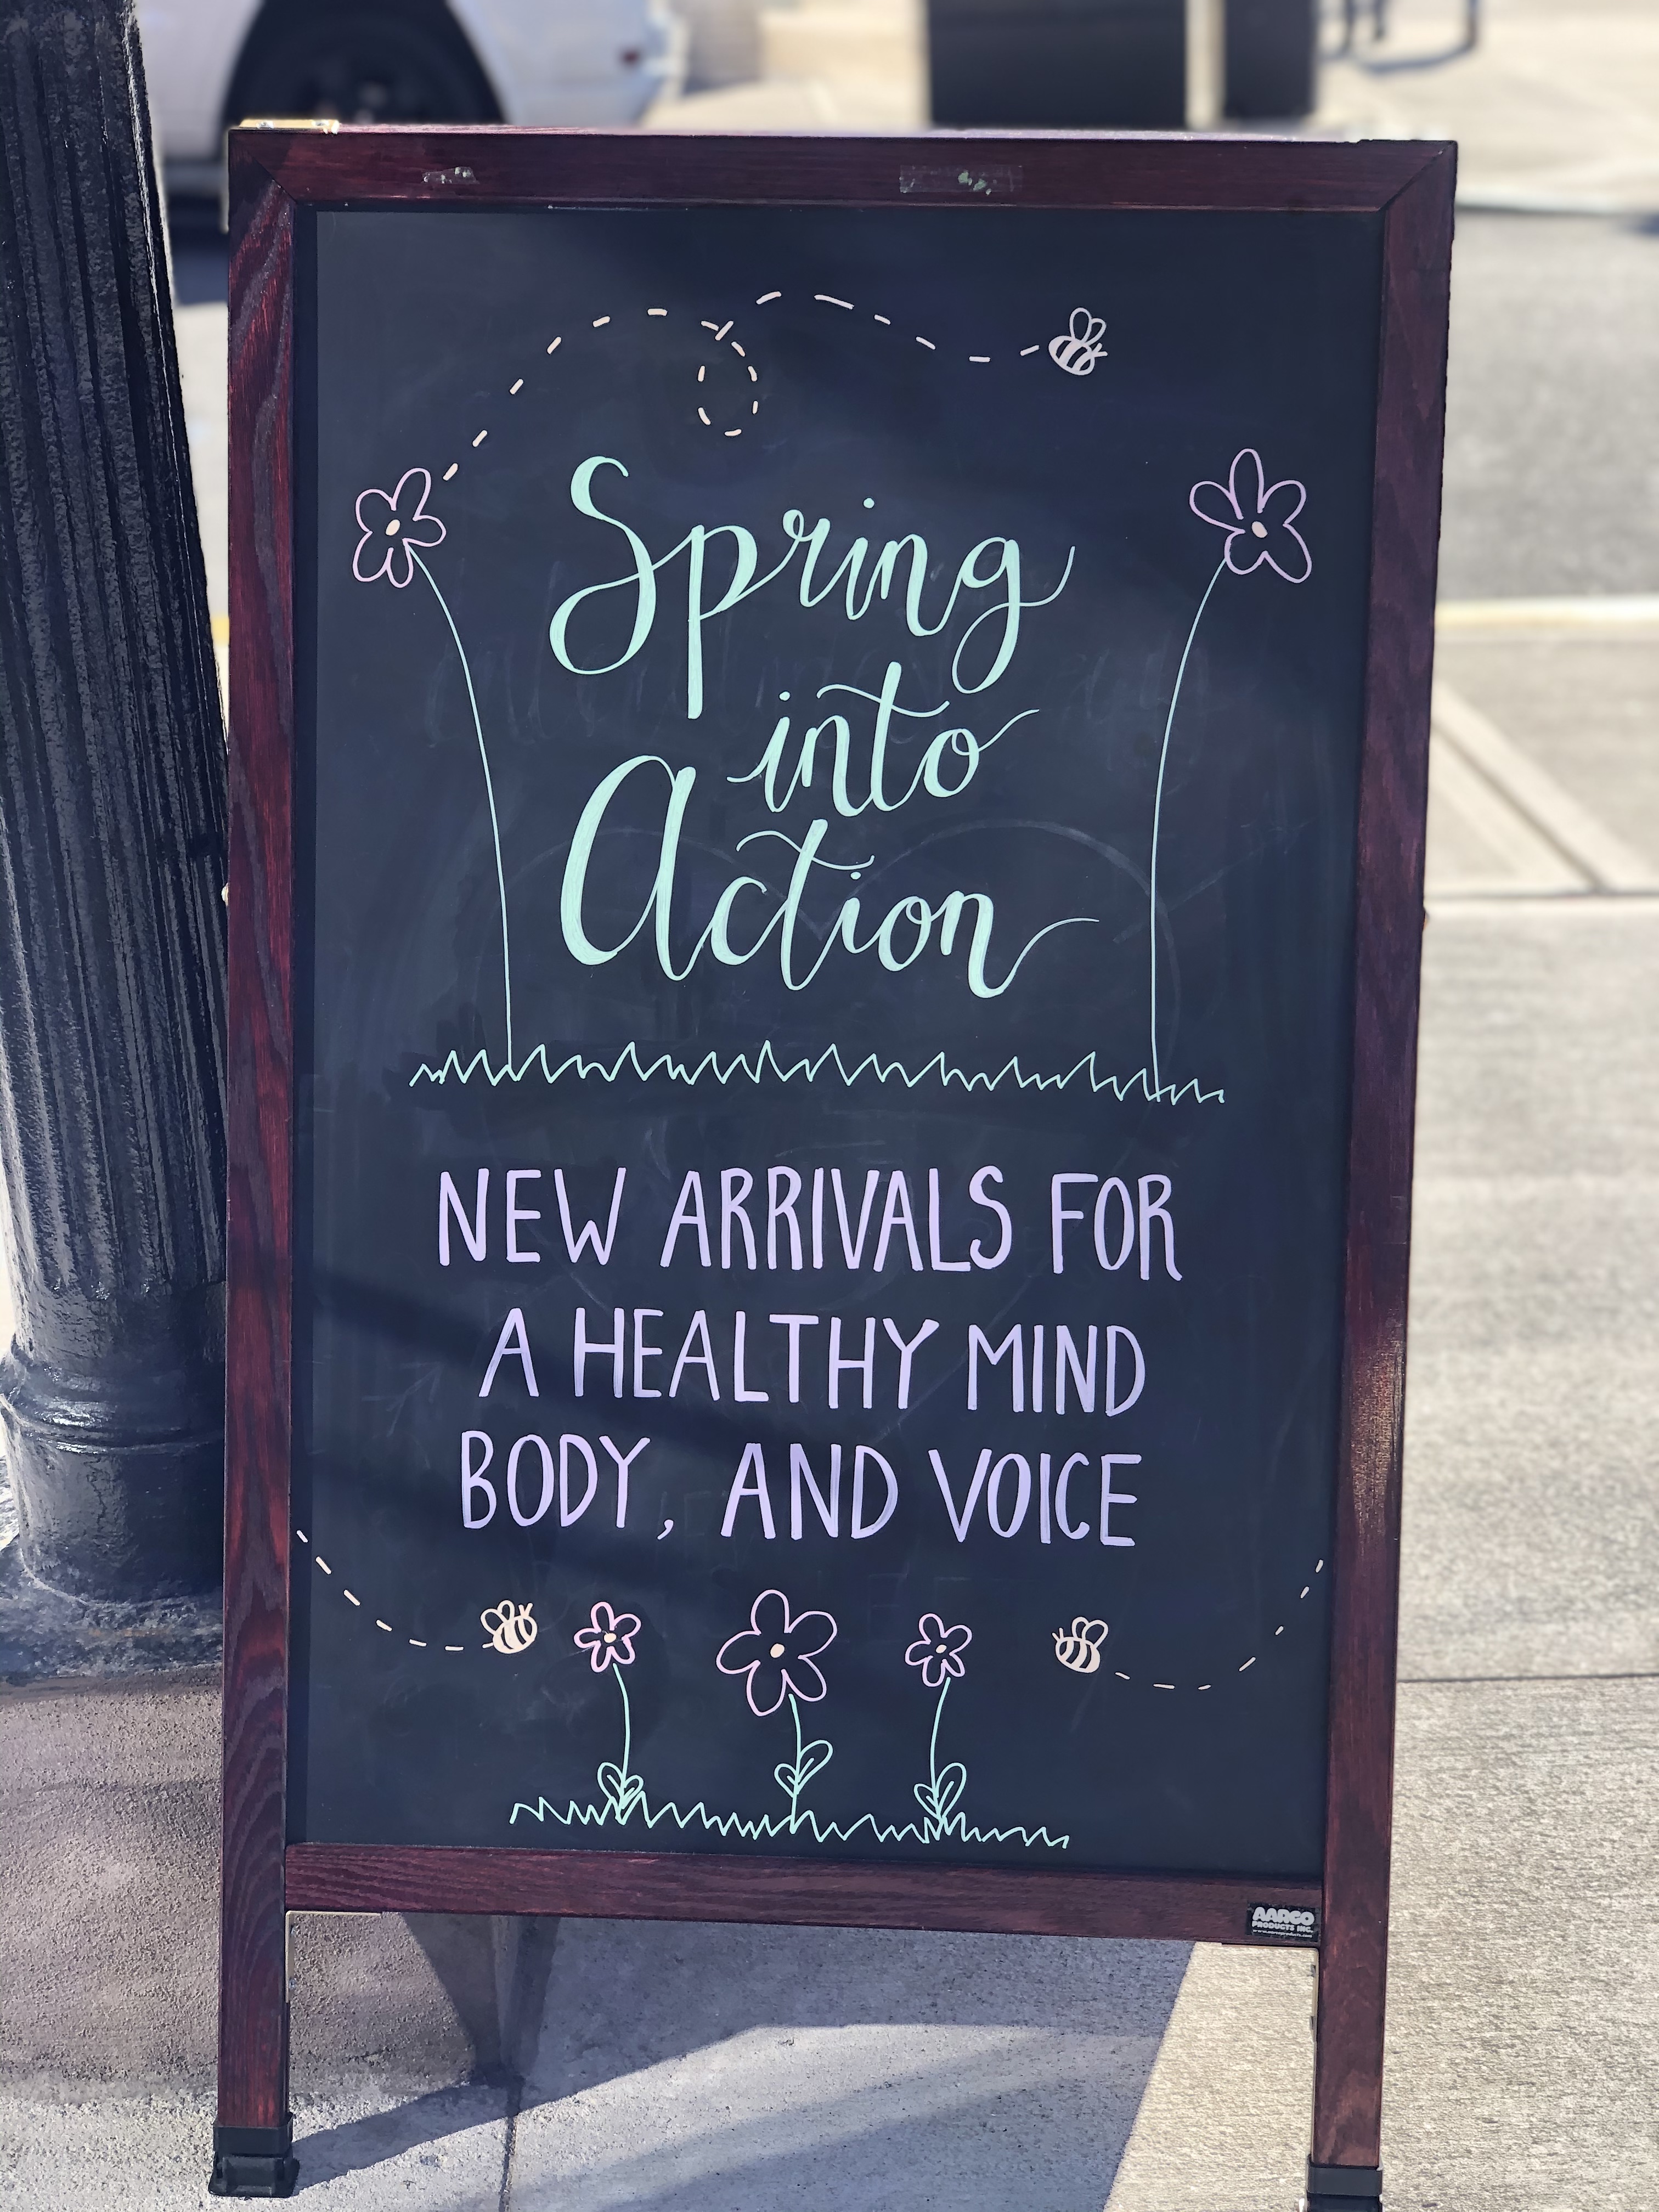 Spring
into
Action
NEW ARRIVALS FOR
A HEALTHY MIND
BODY, AND VOICE
AARCO
PRODUCTS INC.